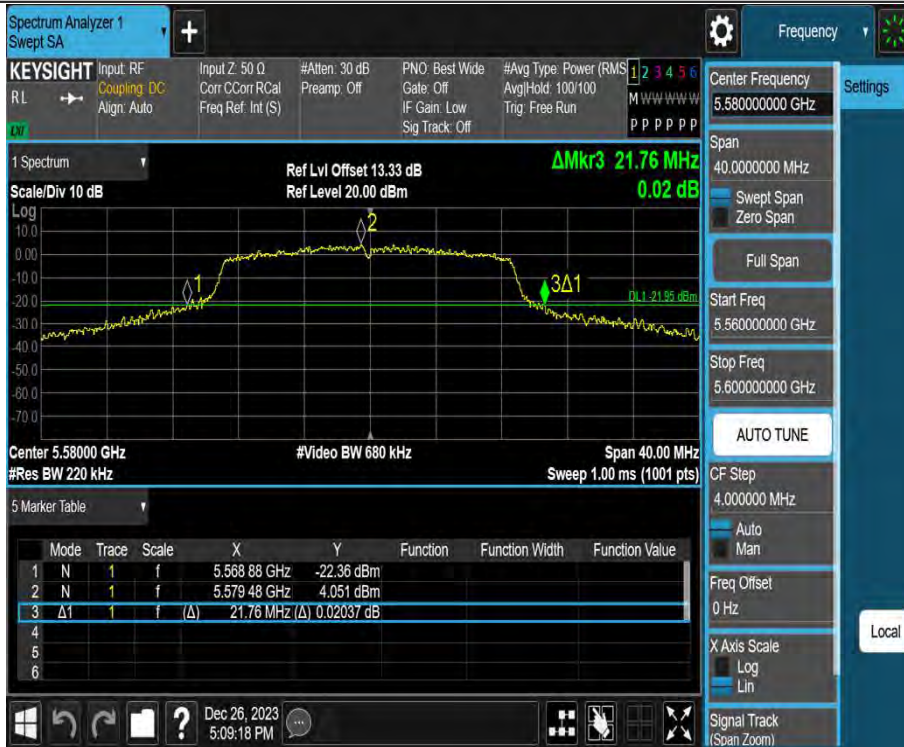 Spectrum Analyzer 1
Swept SA
+
Frequency
KEYSIGHT
RL
LXI
Input: RF
Coupling: DC
Align: Auto
Input Z: 50 Ω
Corr CCorr RCal
Freq Ref: Int (S)
#Atten: 30 dB
Preamp: Off
PNO: Best Wide
Gate: Off
IF Gain: Low
Sig Track: Off
#Avg Type: Power (RMS
Avg|Hold: 100/100
Trig: Free Run
1 2 3 4 5 6
M W W W W W
P P P P P P
1 Spectrum
Scale/Div 10 dB
Ref Lvl Offset 13.33 dB
Ref Level 20.00 dBm
ΔMkr3 21.76 MHz
0.02 dB
Log
10.0
0.00
-10.0
-20.0
-30.0
-40.0
-50.0
-60.0
-70.0
1
2
3Δ1
DL1 -21.95 dBm
Center 5.58000 GHz
#Video BW 680 kHz
Span 40.00 MHz
#Res BW 220 kHz
Sweep 1.00 ms (1001 pts)
5 Marker Table
Mode Trace Scale X Y Function Function Width Function Value
1 N 1 f 5.568 88 GHz -22.36 dBm
2 N 1 f 5.579 48 GHz 4.051 dBm
3 Δ1 1 f (Δ) 21.76 MHz (Δ) 0.02037 dB
4
5
6
?
Dec 26, 2023
5:09:18 PM
Center Frequency
5.580000000 GHz
Span
40.0000000 MHz
Swept Span
Zero Span
Full Span
Start Freq
5.560000000 GHz
Stop Freq
5.600000000 GHz
AUTO TUNE
CF Step
4.000000 MHz
Auto
Man
Freq Offset
0 Hz
X Axis Scale
Log
Lin
Signal Track
(Span Zoom)
Settings
Local